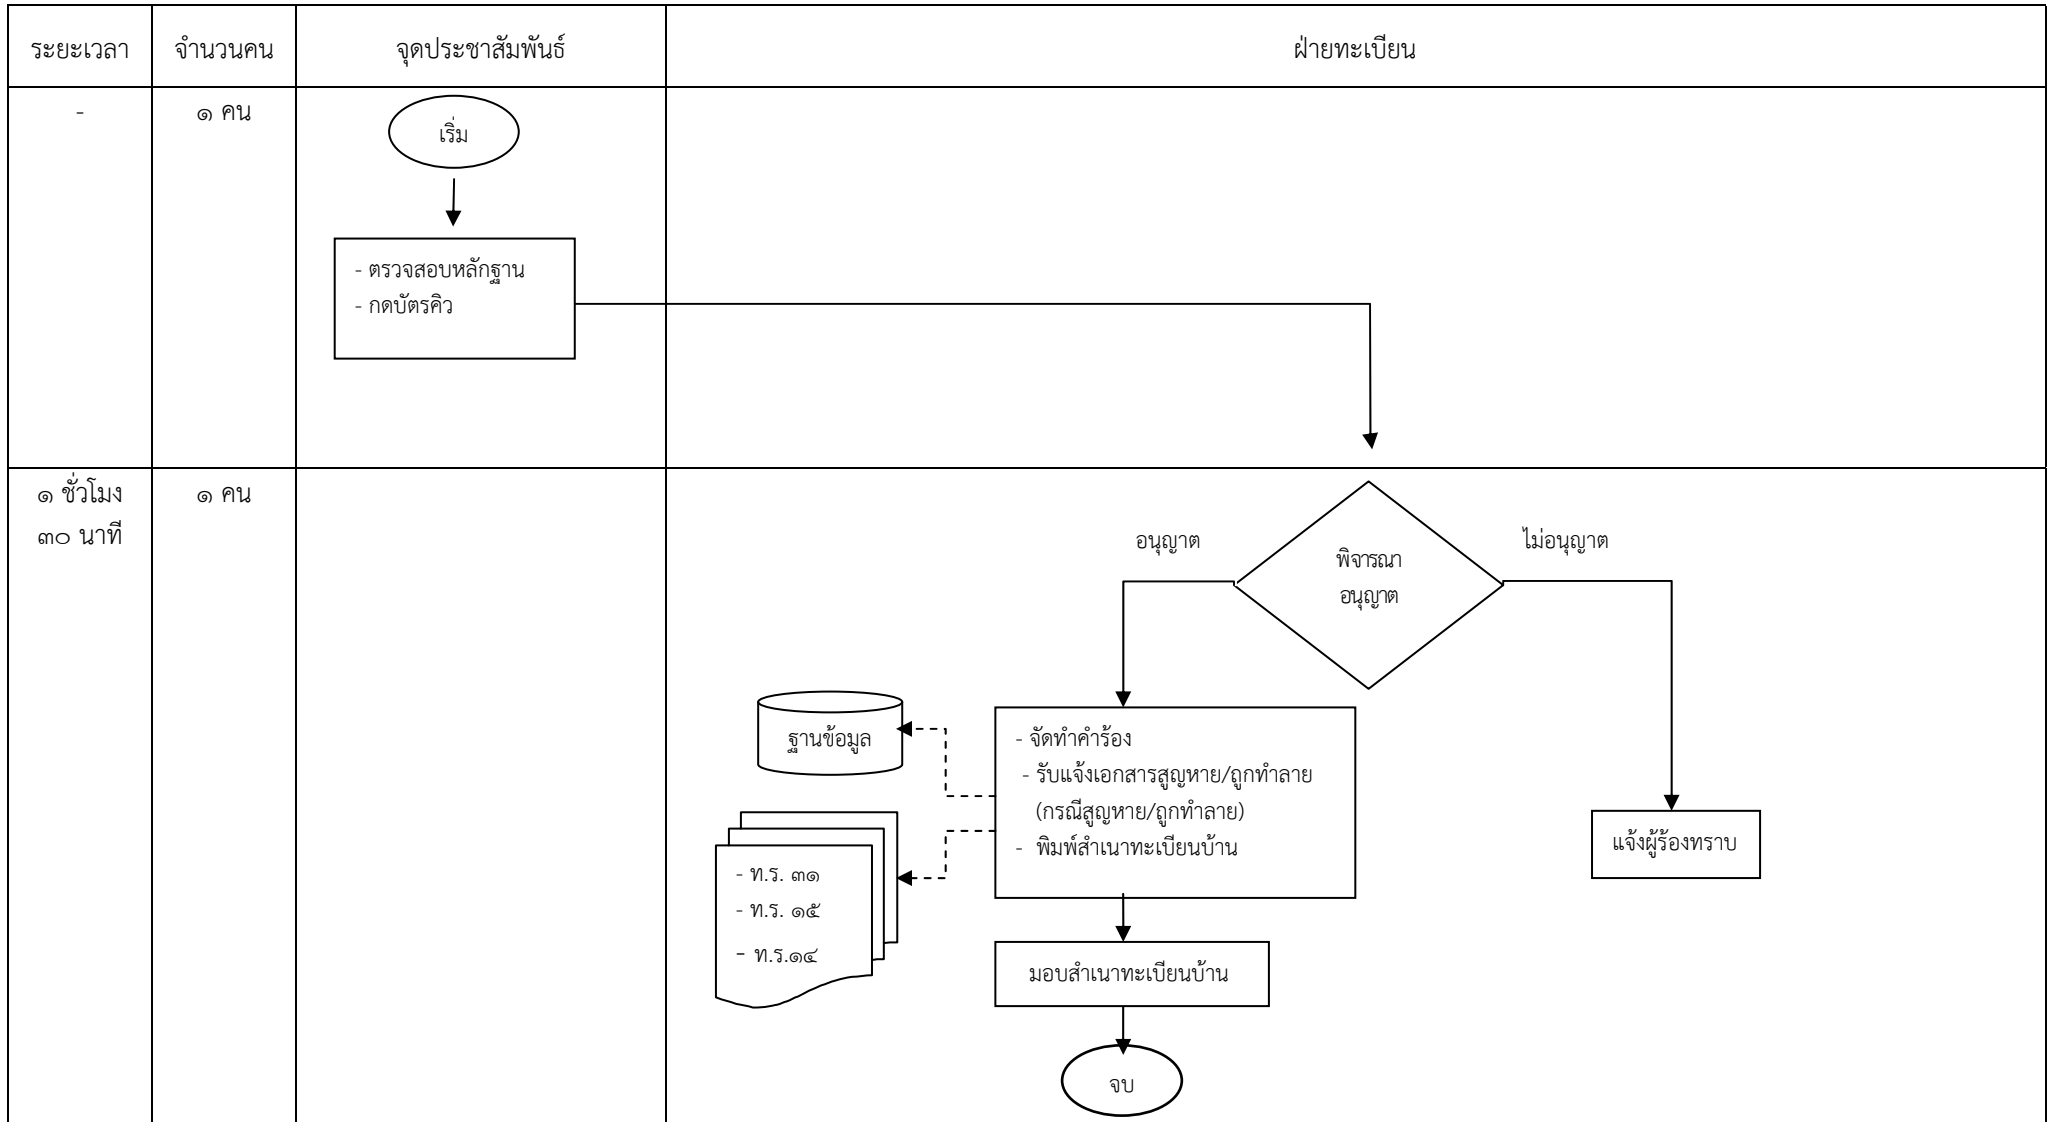 ระยะเวลา
จำนวนคน
จุดประชาสัมพันธ์
ฝ่ายทะเบียน
-
๑ คน
เริ่ม
- ตรวจสอบหลักฐาน
- กดบัตรคิว
๑ ชั่วโมง
๓๐ นาที
๑ คน
อนุญาต
พิจารณา
อนุญาต
ไม่อนุญาต
ฐานข้อมูล
- จัดทำคำร้อง
- รับแจ้งเอกสารสูญหาย/ถูกทำลาย
(กรณีสูญหาย/ถูกทำลาย)
- พิมพ์สำเนาทะเบียนบ้าน
แจ้งผู้ร้องทราบ
- ท.ร. ๓๑
- ท.ร. ๑๕
- ท.ร.๑๔
มอบสำเนาทะเบียนบ้าน
จบ